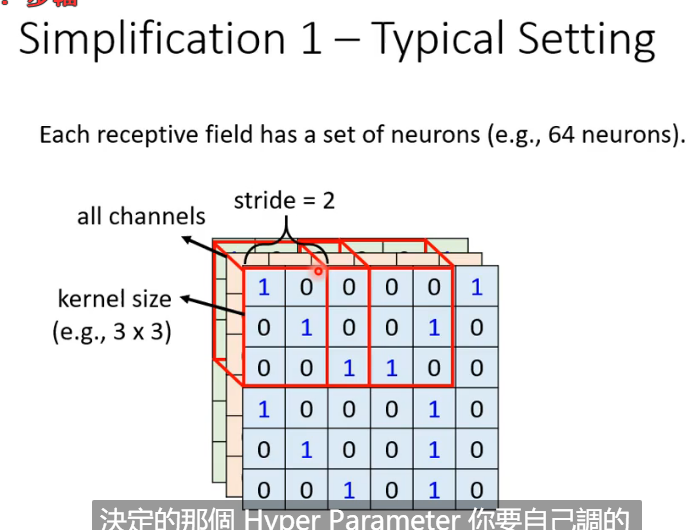 Simplification 1 – Typical Setting
Each receptive field has a set of neurons (e.g., 64 neurons).
stride = 2
all channels
kernel size
(e.g., 3 x 3)
1 0 0 0 0 1
0 1 0 0 1 0
0 0 1 1 0 0
1 0 0 0 1 0
0 1 0 0 1 0
0 0 1 0 1 0
決定的那個 Hyper Parameter 你要自己調的